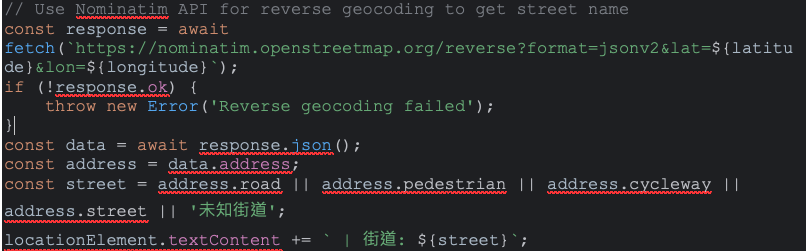 // Use Nominatim API for reverse geocoding to get street name
const response = await
fetch(`https://nominatim.openstreetmap.org/reverse?format=jsonv2&lat=${latitu
de}&lon=${longitude}`);
if (!response.ok) {
    throw new Error('Reverse geocoding failed');
}
const data = await response.json();
const address = data.address;
const street = address.road || address.pedestrian || address.cycleway ||
address.street || '未知街道';
locationElement.textContent += ` | 街道: ${street}`;